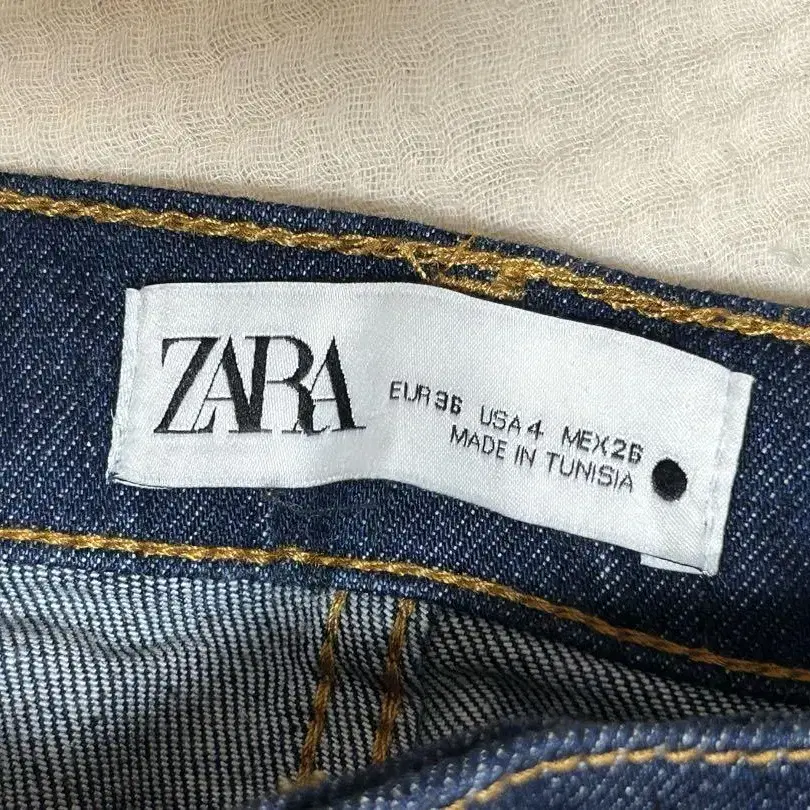 ZARA
EUR 36 USA 4 MEX 26
MADE IN TUNISIA